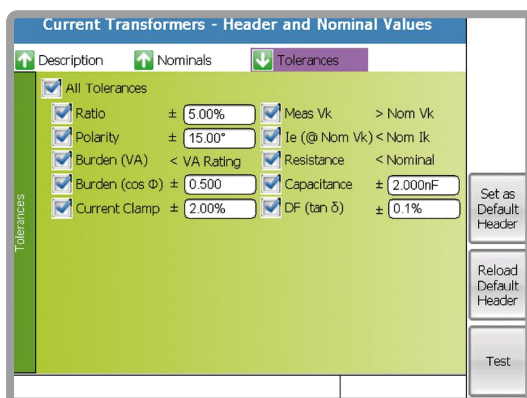 Current Transformers - Header and Nominal Values
Description Nominals Tolerances
Tolerances
All Tolerances
Ratio ± 5.00% Meas Vk > Nom Vk
Polarity ± 15.00° Ie (@ Nom Vk) < Nom Ik
Burden (VA) < VA Rating Resistance < Nominal
Burden (cos Φ) ± 0.500 Capacitance ± 2.000nF
Current Clamp ± 2.00% DF (tan δ) ± 0.1%
Set as
Default
Header
Reload
Default
Header
Test